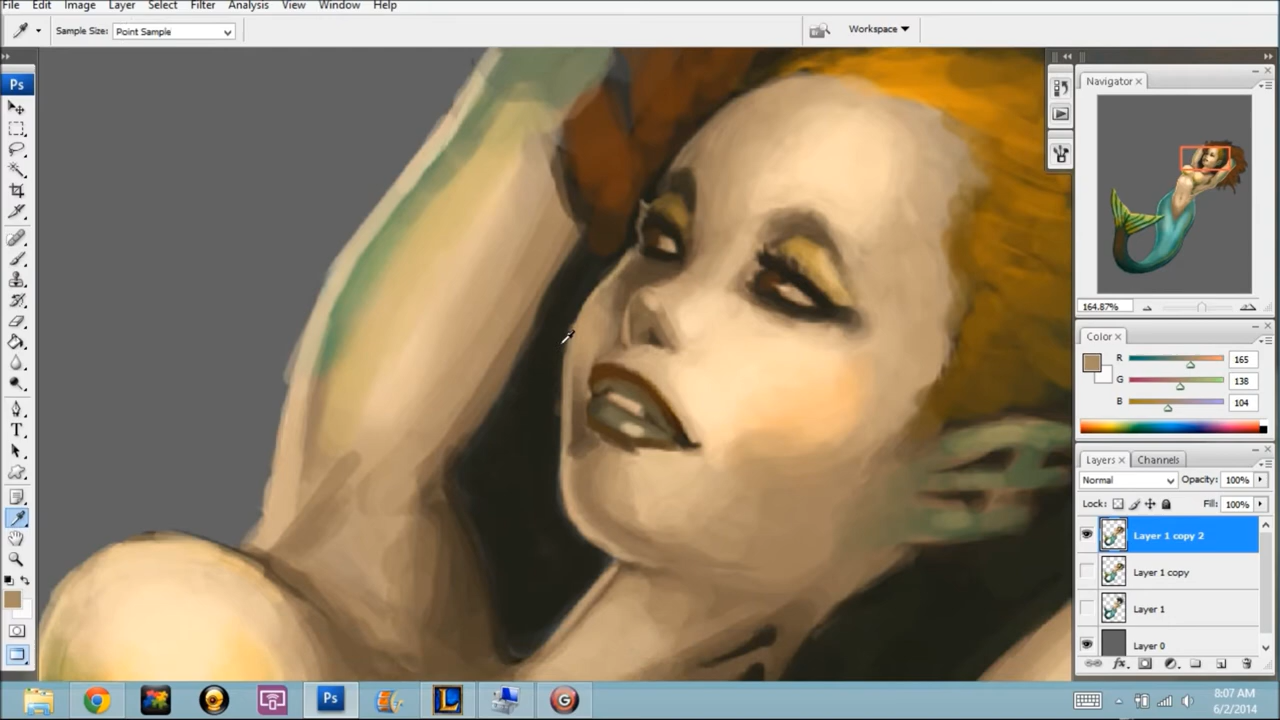 File Edit Image Layer Select Filter Analysis View Window Help
Sample Size: Point Sample
Workspace
Ps
Navigator
164.87%
Color
R 165
G 138
B 104
Layers Channels
Normal Opacity: 100%
Lock: Fill: 100%
Layer 1 copy 2
Layer 1 copy
Layer 1
Layer 0
fx
T
Ps L G
8:07 AM
6/2/2014